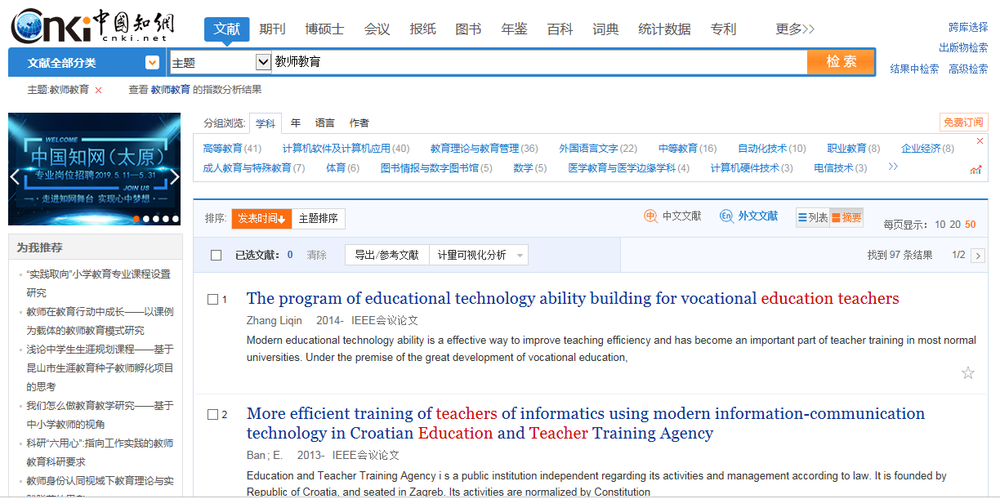 cnki 中國知網
cnki.net
文献 期刊 博硕士 会议 报纸 图书 年鉴 百科 词典 统计数据 专利 更多>>
跨库选择
出版物检索
文献全部分类 主题 教师教育 检索
结果中检索 高级检索
主题:教师教育 × 查看 教师教育 的指数分析结果
WELCOME
中国知网(太原)
专业岗位招聘2019.5.11—5.31
JOIN US
走进知网舞台 实现心中梦想
分组浏览: 学科 年 语言 作者 免费订阅
高等教育(41) 计算机软件及计算机应用(40) 教育理论与教育管理(36) 外国语言文字(22) 中等教育(16) 自动化技术(10) 职业教育(8) 企业经济(8) ×
成人教育与特殊教育(7) 体育(6) 图书情报与数字图书馆(5) 数学(5) 医学教育与医学边缘学科(4) 计算机硬件技术(3) 电信技术(3) >>
排序: 发表时间↓ 主题排序 中 中文文献 En 外文文献 列表 摘要 每页显示: 10 20 50
已选文献: 0 清除 导出/参考文献 计量可视化分析 找到 97 条结果 1/2 >
为我推荐
“实践取向”小学教育专业课程设置
研究
教师在教育行动中成长——以课例
为载体的教师教育模式研究
浅论中学生生涯规划课程——基于
昆山市生涯教育种子教师孵化项目
的思考
我们怎么做教育教学研究——基于
中小学教师的视角
科研“六用心”:指向工作实践的教师
教育科研要求
教师身份认同视域下教育理论与实
1 The program of educational technology ability building for vocational education teachers
Zhang Liqin 2014- IEEE会议论文
Modern educational technology ability is a effective way to improve teaching efficiency and has become an important part of teacher training in most normal
universities. Under the premise of the great development of vocational education,
2 More efficient training of teachers of informatics using modern information-communication
technology in Croatian Education and Teacher Training Agency
Ban ; E. 2013- IEEE会议论文
Education and Teacher Training Agency i s a public institution independent regarding its activities and management according to law. It is founded by
Republic of Croatia, and seated in Zagreb. Its activities are normalized by Constitution